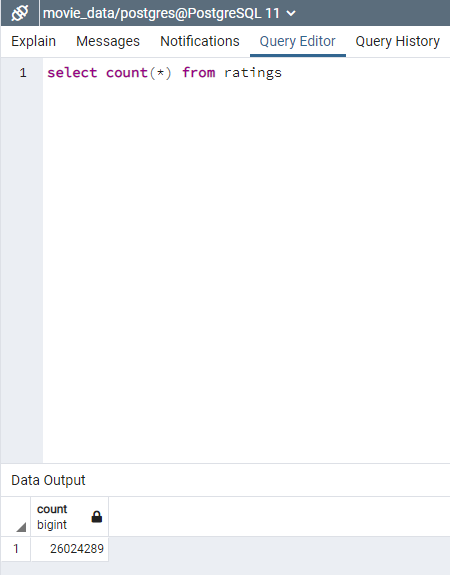 movie_data/postgres@PostgreSQL 11
Explain Messages Notifications Query Editor Query History
1 select count(*) from ratings
Data Output
count
bigint
1 26024289